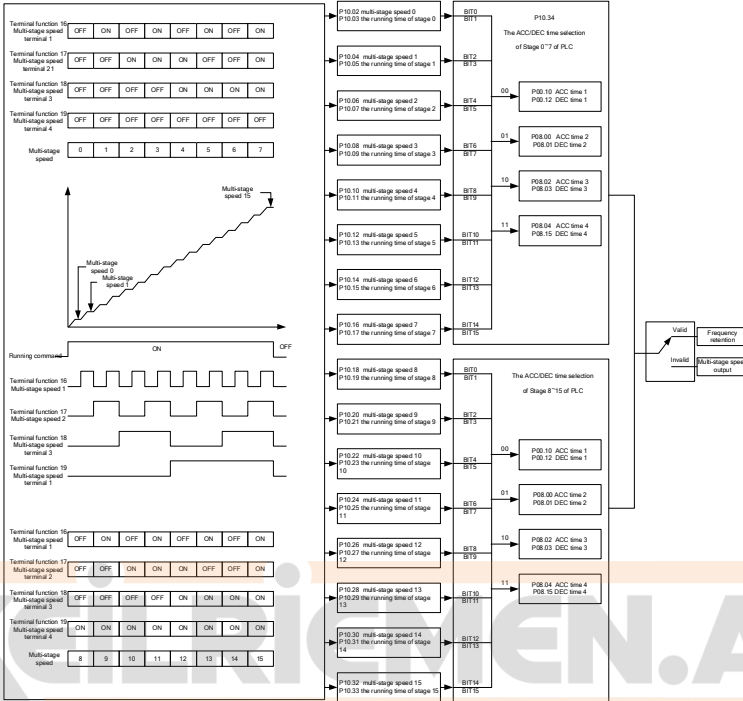 Terminal function 16
Multi-stage speed
terminal 1
OFF ON OFF ON OFF ON OFF ON
Terminal function 17
Multi-stage speed
terminal 21
OFF OFF ON ON OFF OFF ON ON
Terminal function 18
Multi-stage speed
terminal 3
OFF OFF OFF OFF ON ON ON ON
Terminal function 19
Multi-stage speed
terminal 4
OFF OFF OFF OFF OFF OFF OFF OFF
Multi-stage
speed
0 1 2 3 4 5 6 7
Multi-stage
speed 15
Multi-stage
speed 0
Multi-stage
speed 1
Running command
ON
OFF
Terminal function 16
Multi-stage speed 1
Terminal function 17
Multi-stage speed 2
Terminal function 18
Multi-stage speed
terminal 3
Terminal function 19
Multi-stage speed
terminal 1
Terminal function 16
Multi-stage speed
terminal 1
OFF ON OFF ON OFF ON OFF ON
Terminal function 17
Multi-stage speed
terminal 2
OFF OFF ON ON ON OFF OFF ON
Terminal function 18
Multi-stage speed
terminal 3
OFF OFF OFF OFF ON ON ON ON
Terminal function 19
Multi-stage speed
terminal 4
ON ON ON ON ON ON ON ON
Multi-stage
speed
8 9 10 11 12 13 14 15
P10.02 multi-stage speed 0
P10.03 the running time of stage 0
P10.04 multi-stage speed 1
P10.05 the running time of stage 1
P10.06 multi-stage speed 2
P10.07 the running time of stage 2
P10.08 multi-stage speed 3
P10.09 the running time of stage 3
P10.10 multi-stage speed 4
P10.11 the running time of stage 4
P10.12 multi-stage speed 5
P10.13 the running time of stage 5
P10.14 multi-stage speed 6
P10.15 the running time of stage 6
P10.16 multi-stage speed 7
P10.17 the running time of stage 7
P10.18 multi-stage speed 8
P10.19 the running time of stage 8
P10.20 multi-stage speed 9
P10.21 the running time of stage 9
P10.22 multi-stage speed 10
P10.23 the running time of stage
10
P10.24 multi-stage speed 11
P10.25 the running time of stage
11
P10.26 multi-stage speed 12
P10.27 the running time of stage
12
P10.28 multi-stage speed 13
P10.29 the running time of stage
13
P10.30 multi-stage speed 14
P10.31 the running time of stage
14
P10.32 multi-stage speed 15
P10.33 the running time of stage 15
BIT0
BIT1
BIT2
BIT3
BIT4
BIT5
BIT6
BIT7
BIT8
BIT9
BIT10
BIT11
BIT12
BIT13
BIT14
BIT15
P10.34
The ACC/DEC time selection
of Stage 0~7 of PLC
00
P00.10 ACC time 1
P00.12 DEC time 1
01
P08.00 ACC time 2
P08.01 DEC time 2
10
P08.02 ACC time 3
P08.03 DEC time 3
11
P08.04 ACC time 4
P08.15 DEC time 4
BIT0
BIT1
BIT2
BIT3
BIT4
BIT5
BIT6
BIT7
BIT8
BIT9
BIT10
BIT11
BIT12
BIT13
BIT14
BIT15
The ACC/DEC time selection
of Stage 8~15 of PLC
00
P00.10 ACC time 1
P00.12 DEC time 1
01
P08.00 ACC time 2
P08.01 DEC time 2
10
P08.02 ACC time 3
P08.03 DEC time 3
11
P08.04 ACC time 4
P08.15 DEC time 4
Valid
Frequency
retention
Invalid
Multi-stage speed
output